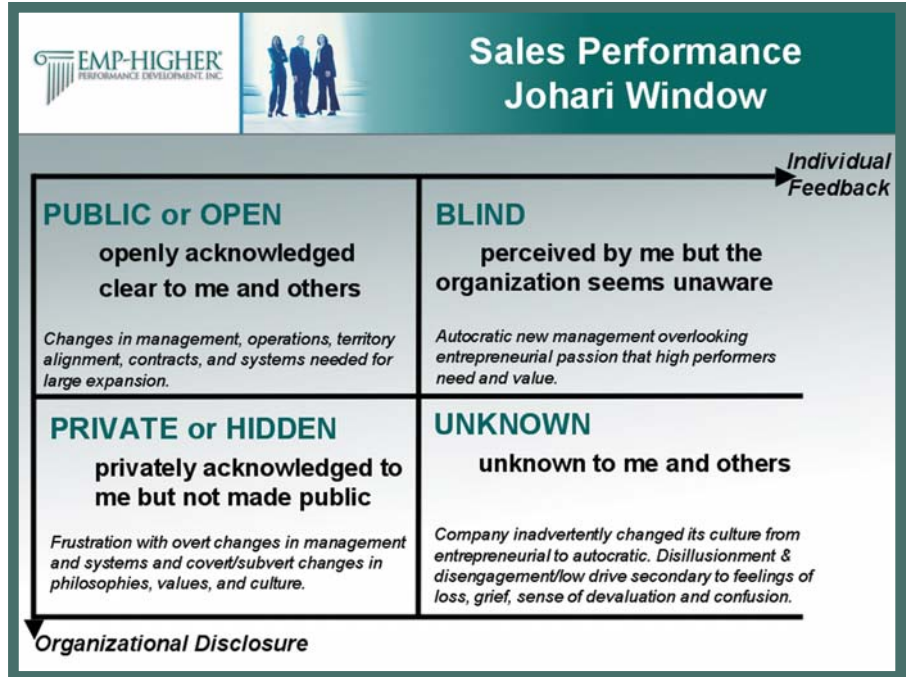 EMP-HIGHER®
PERFORMANCE DEVELOPMENT, INC.
Sales Performance
Johari Window
Individual
Feedback
PUBLIC or OPEN
openly acknowledged
clear to me and others
Changes in management, operations, territory
alignment, contracts, and systems needed for
large expansion.
BLIND
perceived by me but the
organization seems unaware
Autocratic new management overlooking
entrepreneurial passion that high performers
need and value.
PRIVATE or HIDDEN
privately acknowledged to
me but not made public
Frustration with overt changes in management
and systems and covert/subvert changes in
philosophies, values, and culture.
UNKNOWN
unknown to me and others
Company inadvertently changed its culture from
entrepreneurial to autocratic. Disillusionment &
disengagement/low drive secondary to feelings of
loss, grief, sense of devaluation and confusion.
Organizational Disclosure